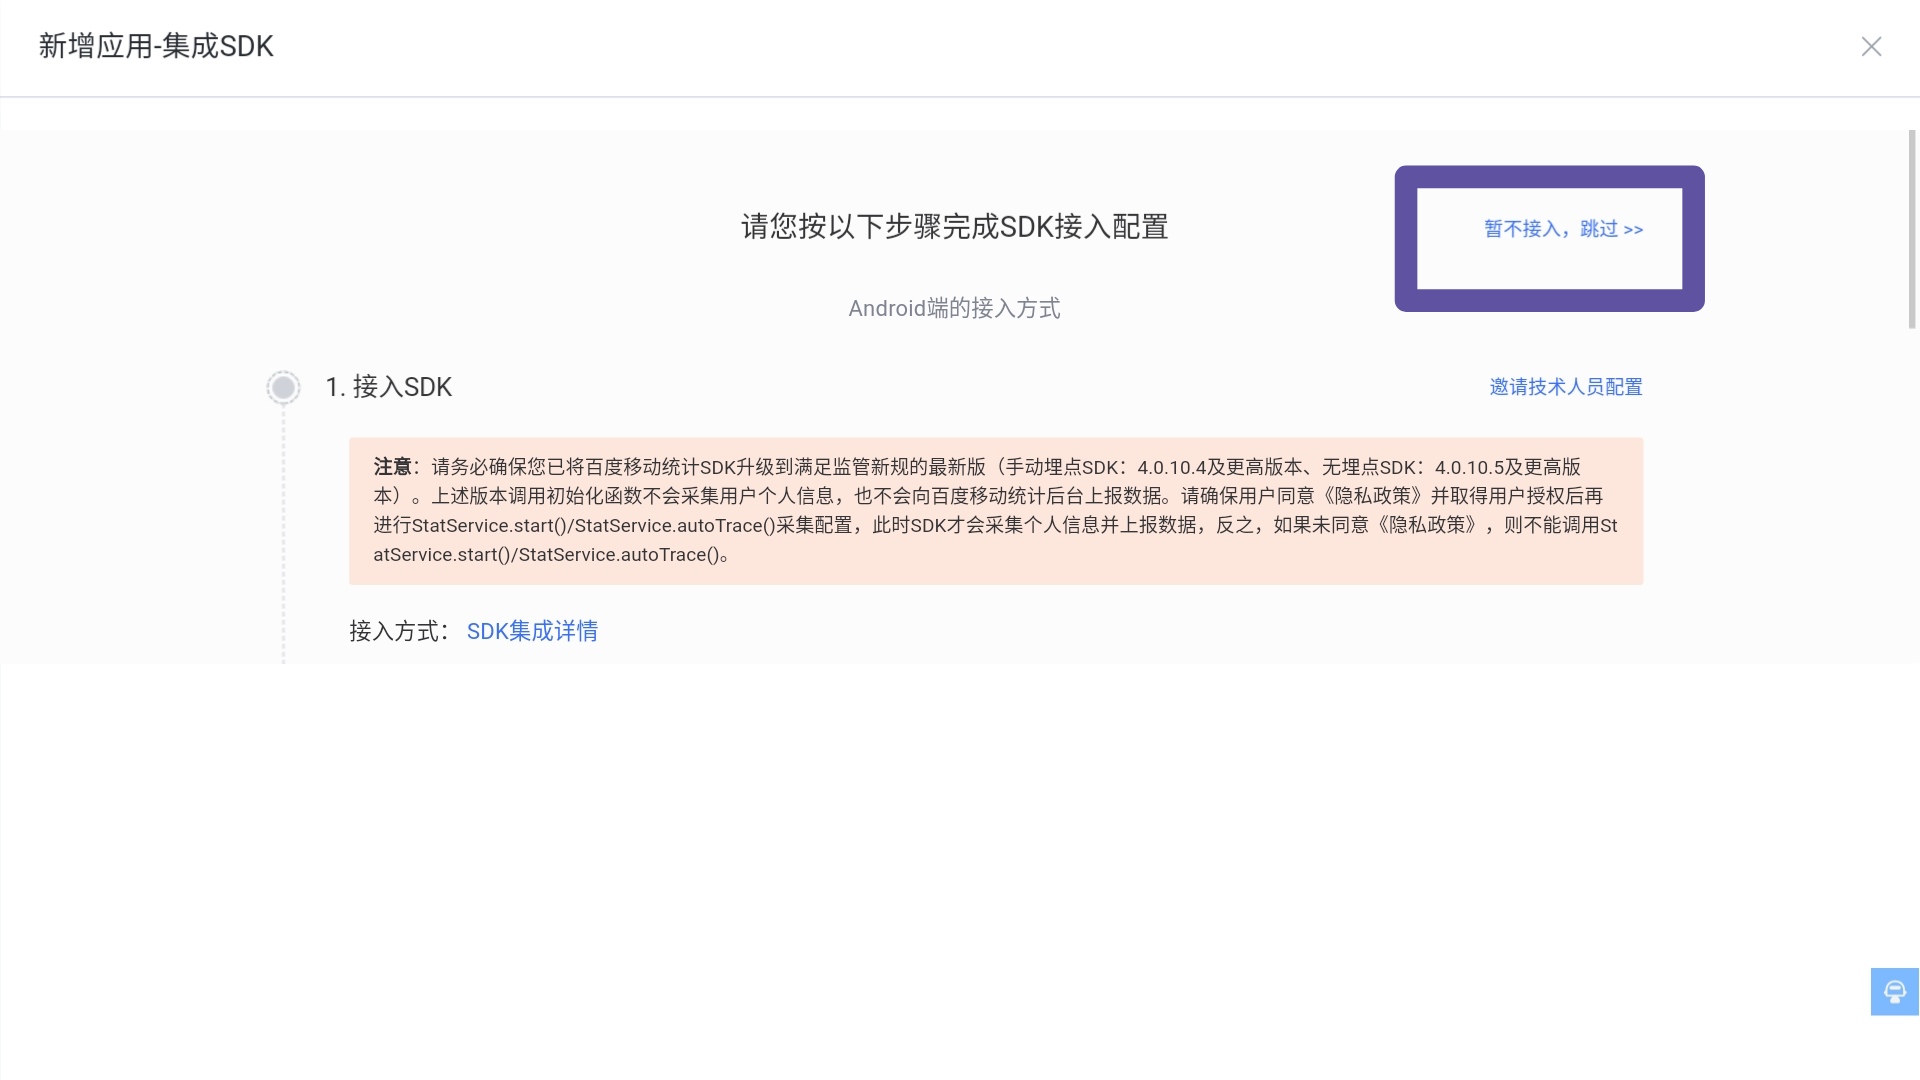 新增应用-集成SDK
请您按以下步骤完成SDK接入配置
暂不接入，跳过 >>
Android端的接入方式
1. 接入SDK
邀请技术人员配置
注意：请务必确保您已将百度移动统计SDK升级到满足监管新规的最新版（手动埋点SDK：4.0.10.4及更高版本、无埋点SDK：4.0.10.5及更高版
本）。上述版本调用初始化函数不会采集用户个人信息，也不会向百度移动统计后台上报数据。请确保用户同意《隐私政策》并取得用户授权后再
进行StatService.start()/StatService.autoTrace()采集配置，此时SDK才会采集个人信息并上报数据，反之，如果未同意《隐私政策》，则不能调用St
atService.start()/StatService.autoTrace()。
接入方式： SDK集成详情